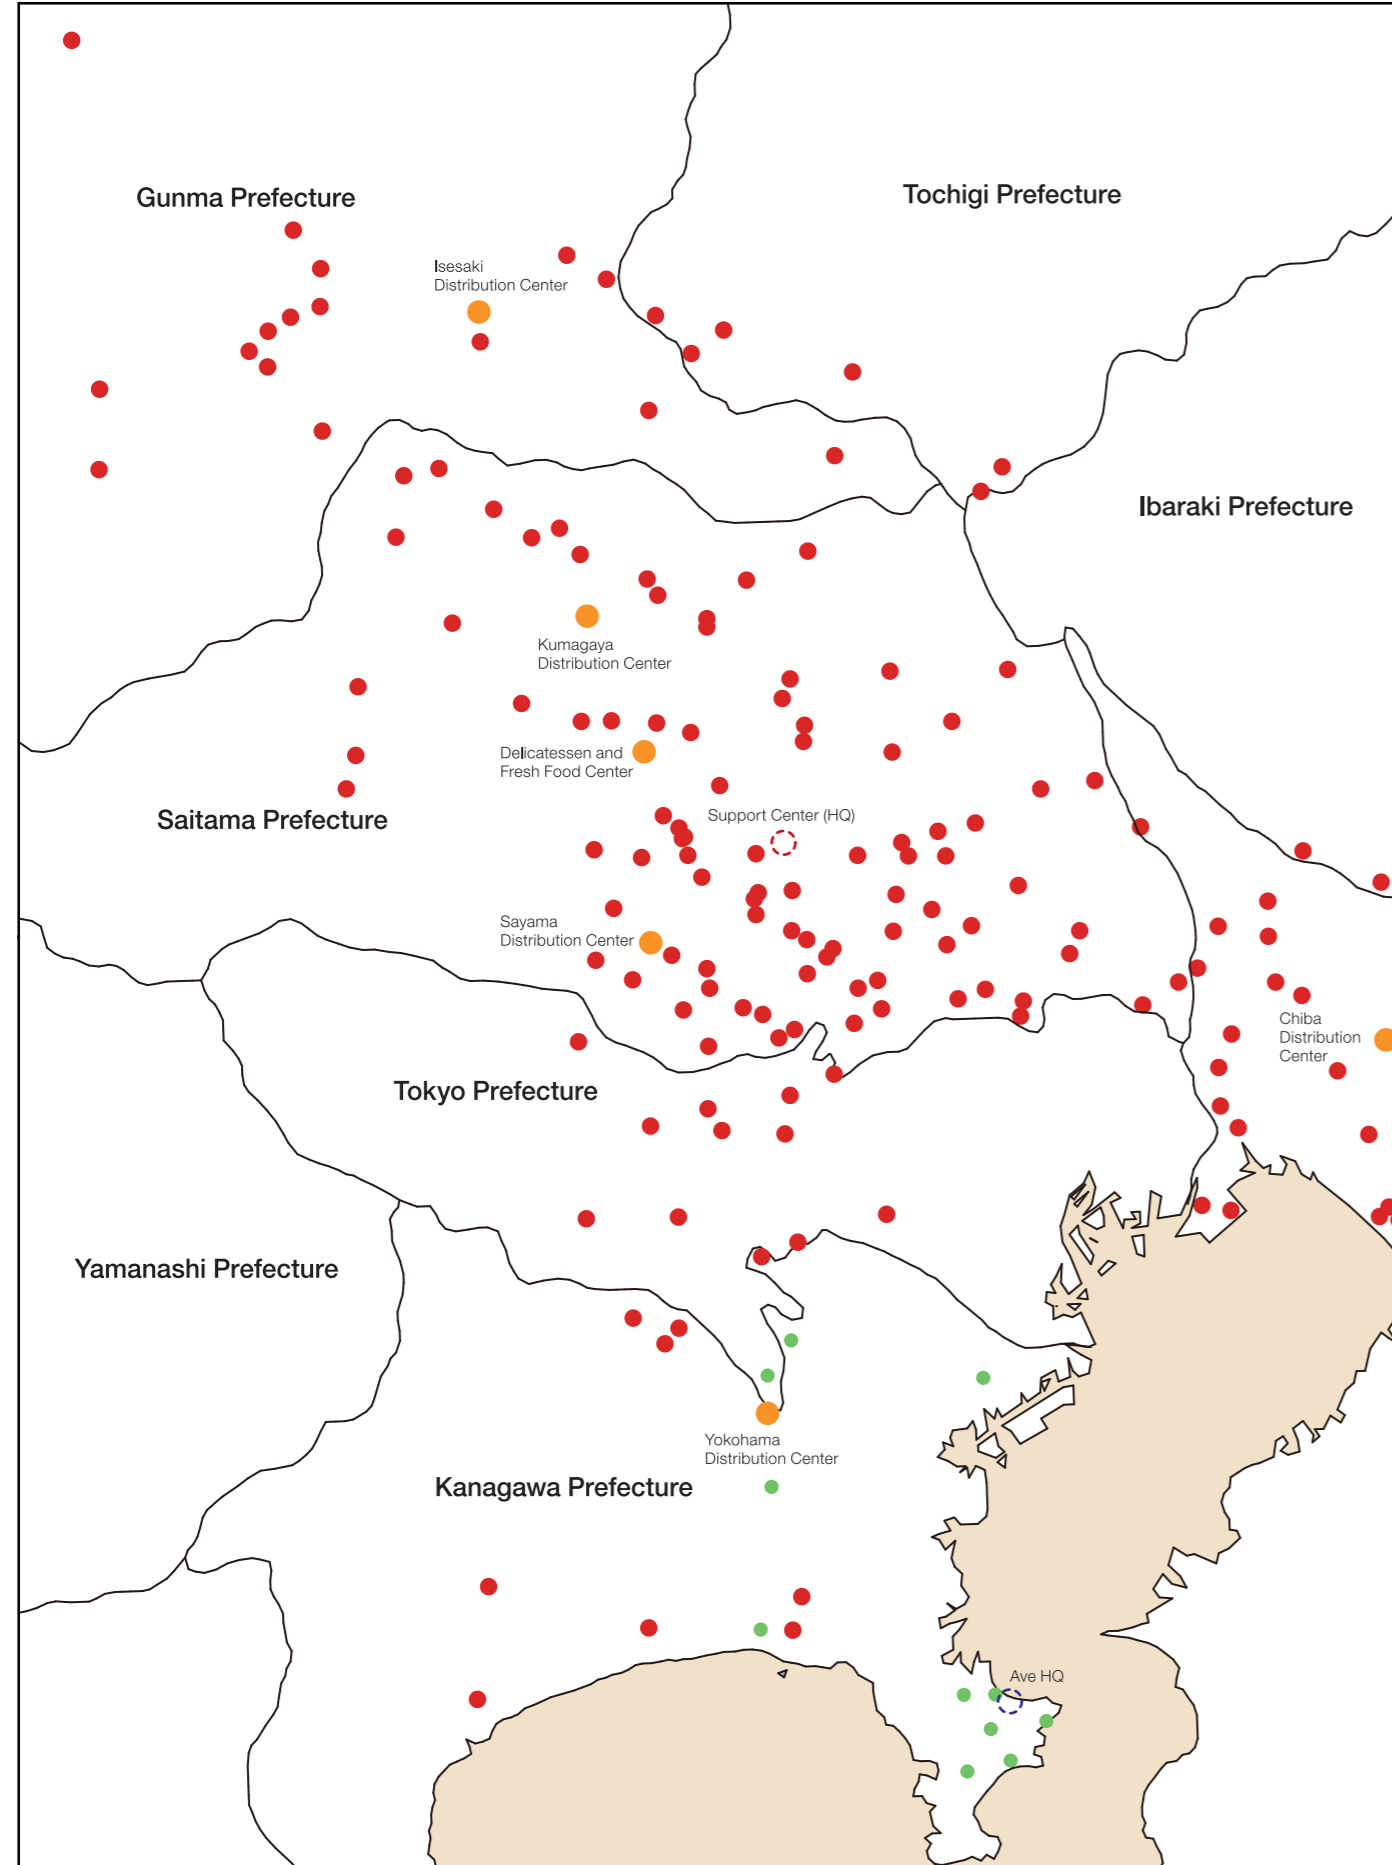 Gunma Prefecture
Tochigi Prefecture
Isesaki
Distribution Center
Ibaraki Prefecture
Kumagaya
Distribution Center
Delicatessen and
Fresh Food Center
Support Center (HQ)
Saitama Prefecture
Sayama
Distribution Center
Chiba
Distribution
Center
Tokyo Prefecture
Yamanashi Prefecture
Yokohama
Distribution Center
Kanagawa Prefecture
Ave HQ